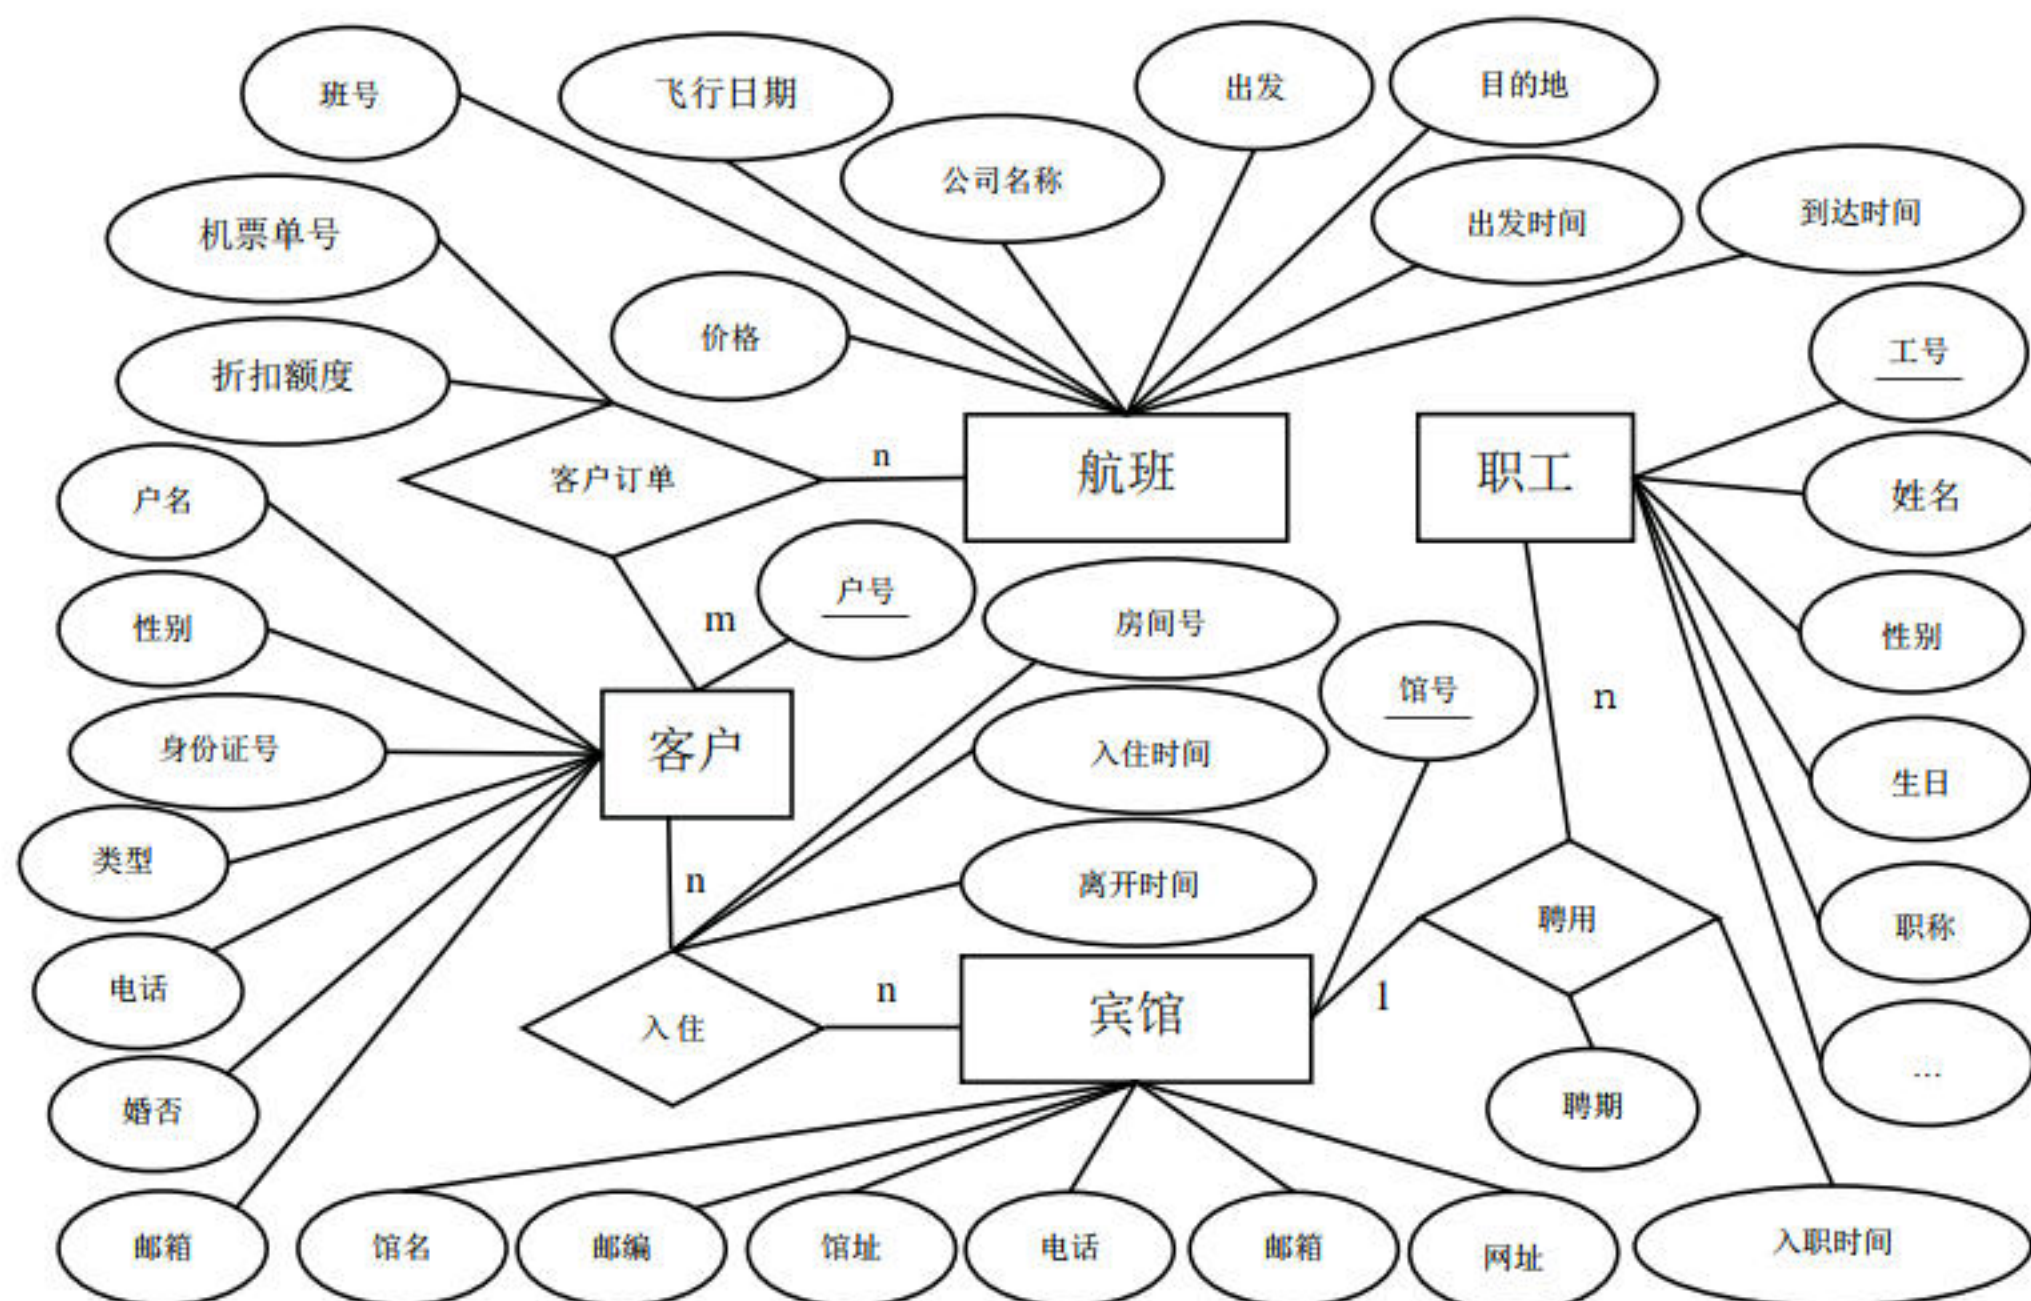 班号
飞行日期
出发
目的地
公司名称
机票单号
出发时间
到达时间
价格
工号
折扣额度
航班
职工
n
客户订单
户名
姓名
户号
m
房间号
性别
性别
馆号
n
客户
身份证号
入住时间
生日
类型
n
离开时间
聘用
职称
电话
n
1
入住
宾馆
...
婚否
聘期
邮箱
馆名
邮编
馆址
电话
邮箱
网址
入职时间